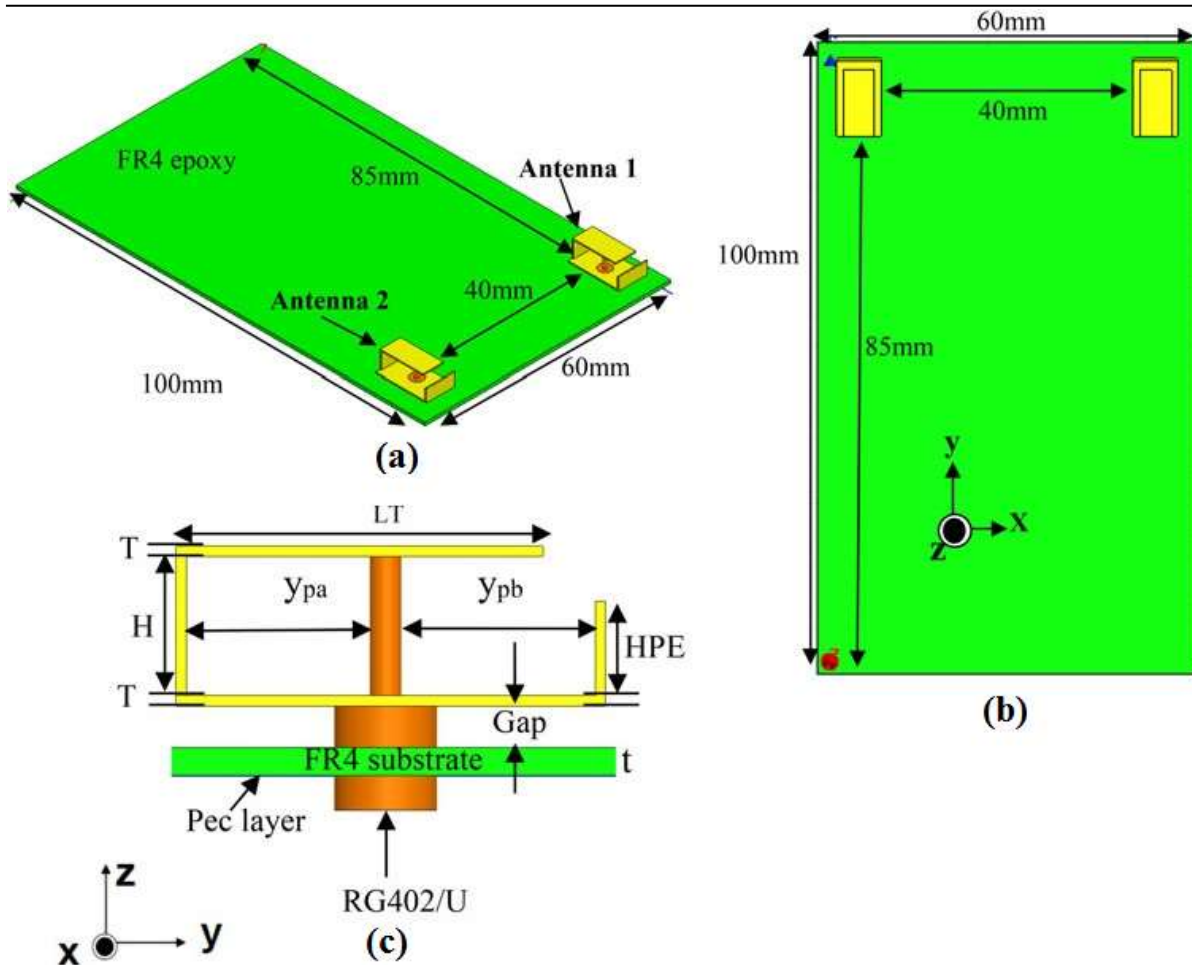 FR4 epoxy
85mm
Antenna 1
40mm
Antenna 2
100mm
60mm
(a)
60mm
40mm
100mm
85mm
y
x
z
(b)
LT
T
ypa
ypb
H
HPE
T
Gap
FR4 substrate
t
Pec layer
RG402/U
z
x
y
(c)